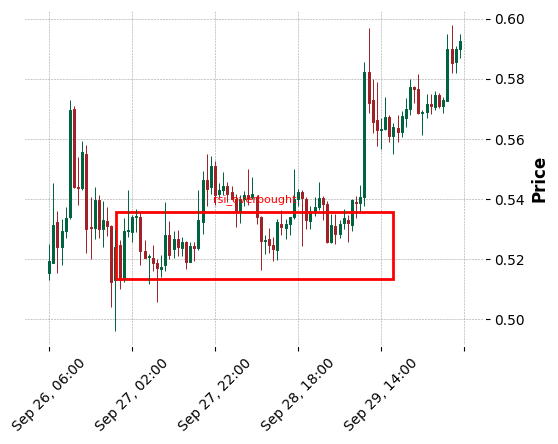 0.60
0.58
0.56
0.54
0.52
0.50
Price
rsii_overbought
Sep 26, 06:00
Sep 27, 02:00
Sep 27, 22:00
Sep 28, 18:00
Sep 29, 14:00